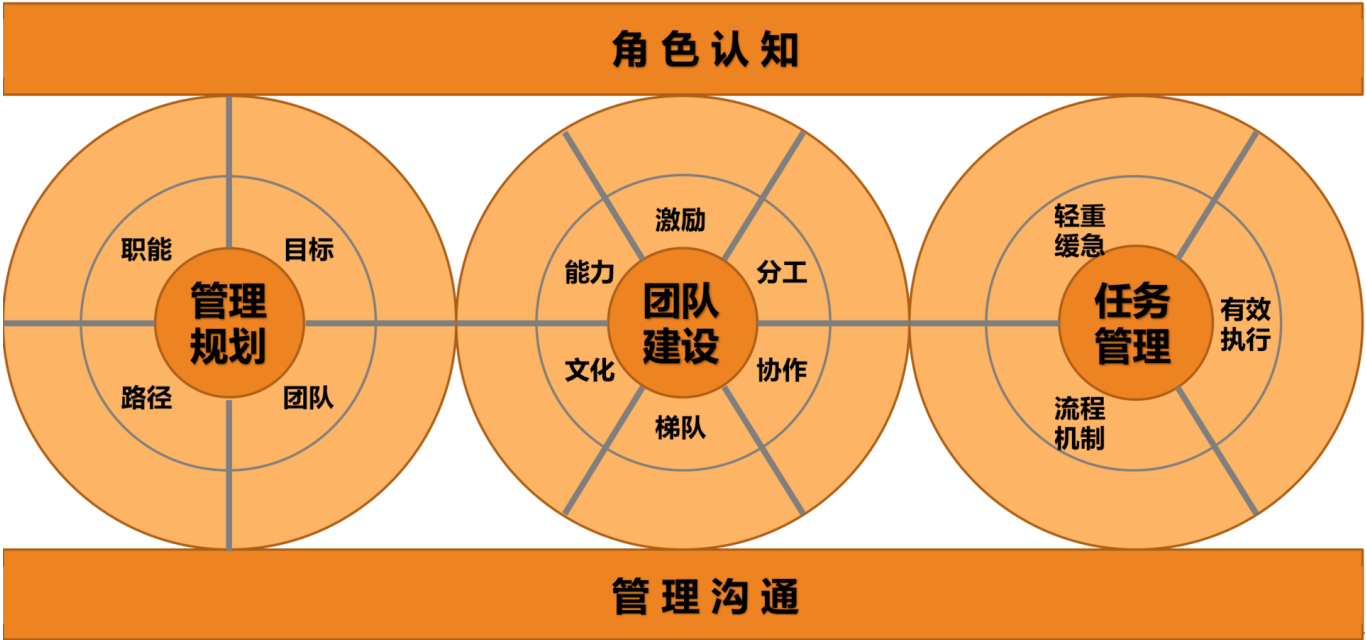 角色认知
职能
目标
管理
规划
路径
团队
激励
能力
分工
团队
建设
文化
协作
梯队
轻重
缓急
任务
管理
有效
执行
流程
机制
管理沟通